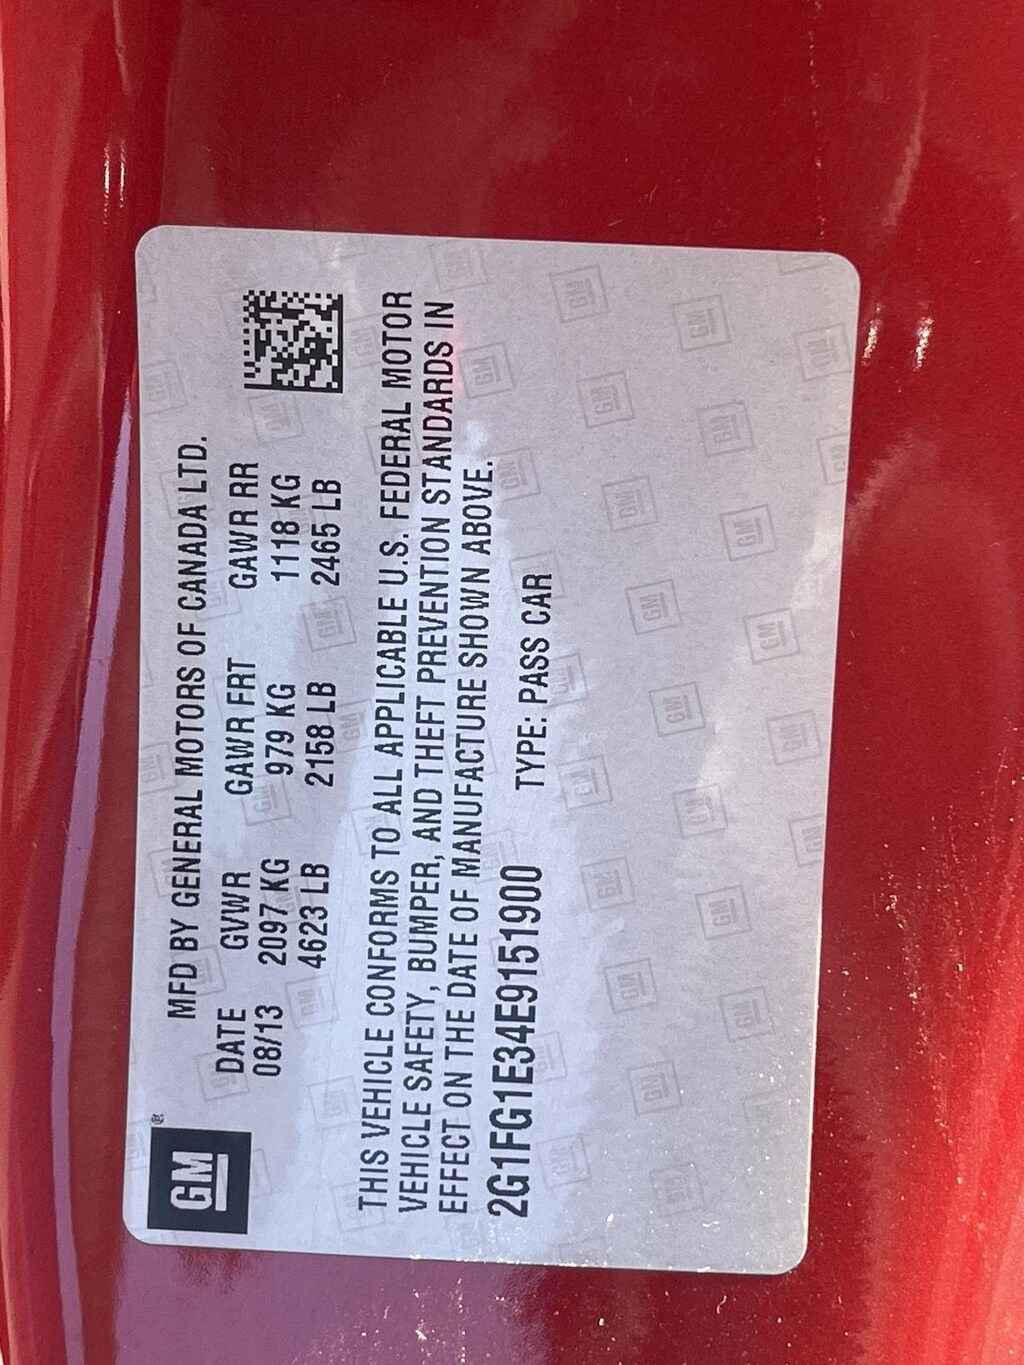 GM®
MFD BY GENERAL MOTORS OF CANADA LTD.
DATE GVWR GAWR FRT GAWR RR
08/13 2097 KG 979 KG 1118 KG
4623 LB 2158 LB 2465 LB
THIS VEHICLE CONFORMS TO ALL APPLICABLE U.S. FEDERAL MOTOR
VEHICLE SAFETY, BUMPER, AND THEFT PREVENTION STANDARDS IN
EFFECT ON THE DATE OF MANUFACTURE SHOWN ABOVE.
2G1FG1E34E9151900 TYPE: PASS CAR